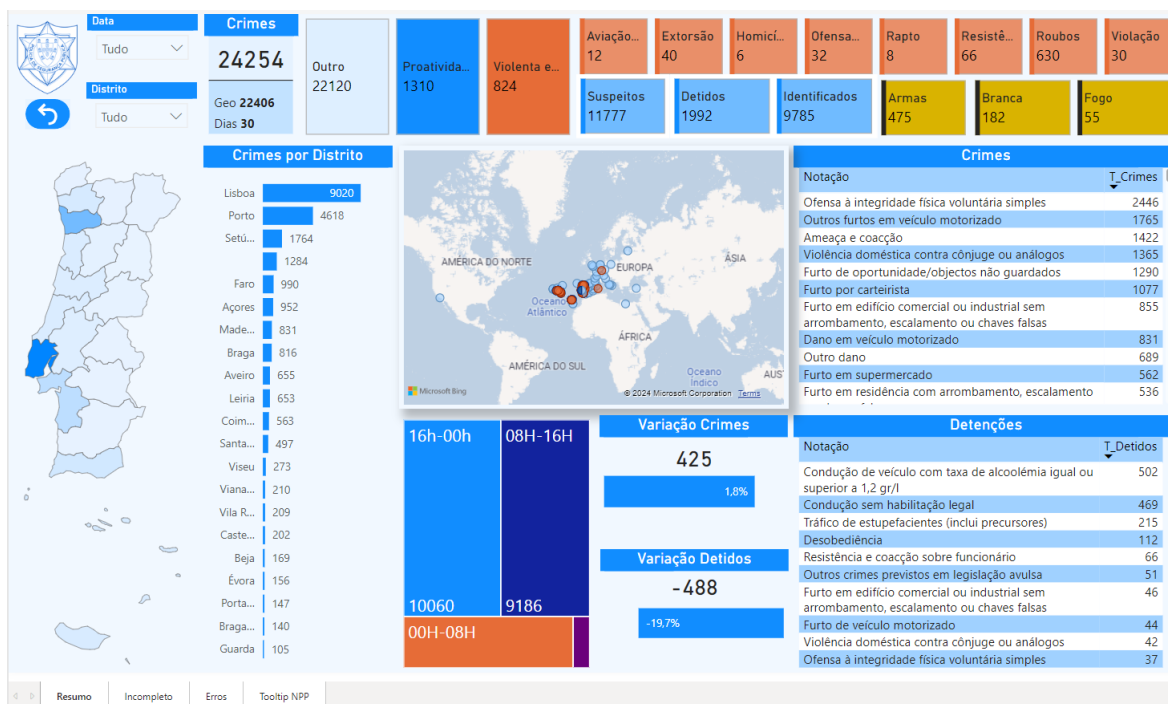 Data
Tudo
Distrito
Tudo
Crimes
24254
Geo 22406
Dias 30
Outro
22120
Proativida...
1310
Violenta e...
824
Aviação...
12
Extorsão
40
Homicí...
6
Ofensa...
32
Rapto
8
Resistê...
66
Roubos
630
Violação
30
Suspeitos
11777
Detidos
1992
Identificados
9785
Armas
475
Branca
182
Fogo
55
Crimes por Distrito
Lisboa 9020
Porto 4618
Setú... 1764
1284
Faro 990
Açores 952
Made... 831
Braga 816
Aveiro 655
Leiria 653
Coim... 563
Santa... 497
Viseu 273
Viana... 210
Vila R... 209
Caste... 202
Beja 169
Évora 156
Porta... 147
Braga... 140
Guarda 105
AMÉRICA DO NORTE
EUROPA
ÁSIA
Oceano
Atlântico
ÁFRICA
AMÉRICA DO SUL
Oceano
Índico
AUS
Microsoft Bing
© 2024 Microsoft Corporation Terms
16h-00h
10060
08H-16H
9186
00H-08H
Variação Crimes
425
1,8%
Variação Detidos
-488
-19,7%
Crimes
Notação T_Crimes
Ofensa à integridade física voluntária simples 2446
Outros furtos em veículo motorizado 1765
Ameaça e coacção 1422
Violência doméstica contra cônjuge ou análogos 1365
Furto de oportunidade/objectos não guardados 1290
Furto por carteirista 1077
Furto em edifício comercial ou industrial sem 855
arrombamento, escalamento ou chaves falsas
Dano em veículo motorizado 831
Outro dano 689
Furto em supermercado 562
Furto em residência com arrombamento, escalamento 536
Detenções
Notação T_Detidos
Condução de veículo com taxa de alcoolémia igual ou 502
superior a 1,2 gr/l
Condução sem habilitação legal 469
Tráfico de estupefacientes (inclui precursores) 215
Desobediência 112
Resistência e coacção sobre funcionário 66
Outros crimes previstos em legislação avulsa 51
Furto em edifício comercial ou industrial sem 46
arrombamento, escalamento ou chaves falsas
Furto de veículo motorizado 44
Violência doméstica contra cônjuge ou análogos 42
Ofensa à integridade física voluntária simples 37
Resumo
Incompleto
Erros
Tooltip NPP